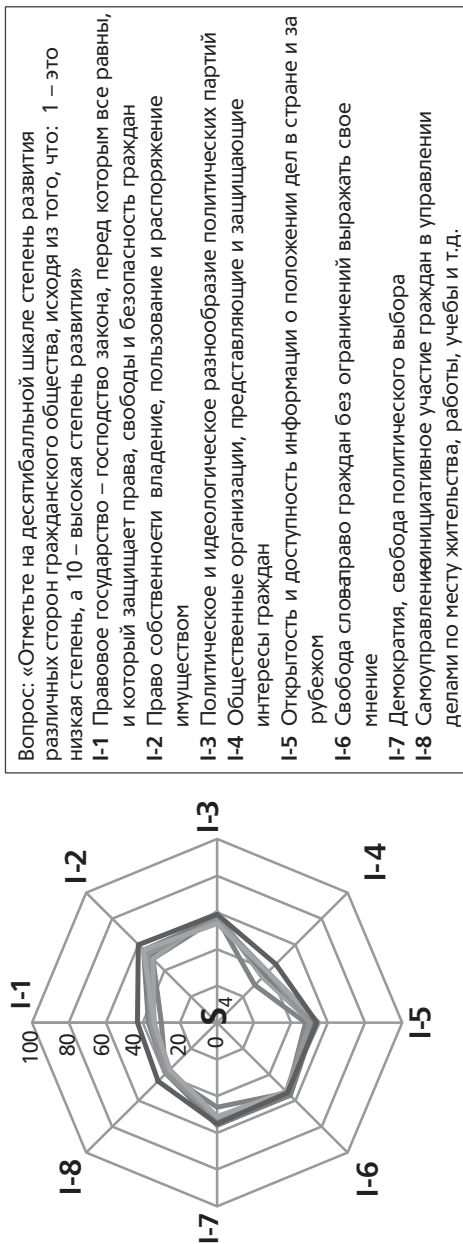 Вопрос: «Отметьте на десятибалльной шкале степень развития
различных сторон гражданского общества, исходя из того, что: 1 – это
низкая степень, а 10 – высокая степень развития»
I-1 Правовое государство – господство закона, перед которым все равны,
и который защищает права, свободы и безопасность граждан
I-2 Право собственности владение, пользование и распоряжение
имуществом
I-3 Политическое и идеологическое разнообразие политических партий
I-4 Общественные организации, представляющие и защищающие
интересы граждан
I-5 Открытость и доступность информации о положении дел в стране и за
рубежом
I-6 Свобода слова право граждан без ограничений выражать свое
мнение
I-7 Демократия, свобода политического выбора
I-8 Самоуправление инициативное участие граждан в управлении
делами по месту жительства, работы, учебы и т.д.
I-1
I-2
I-3
I-4
I-5
I-6
I-7
I-8
100
80
60
40
20
0
S4